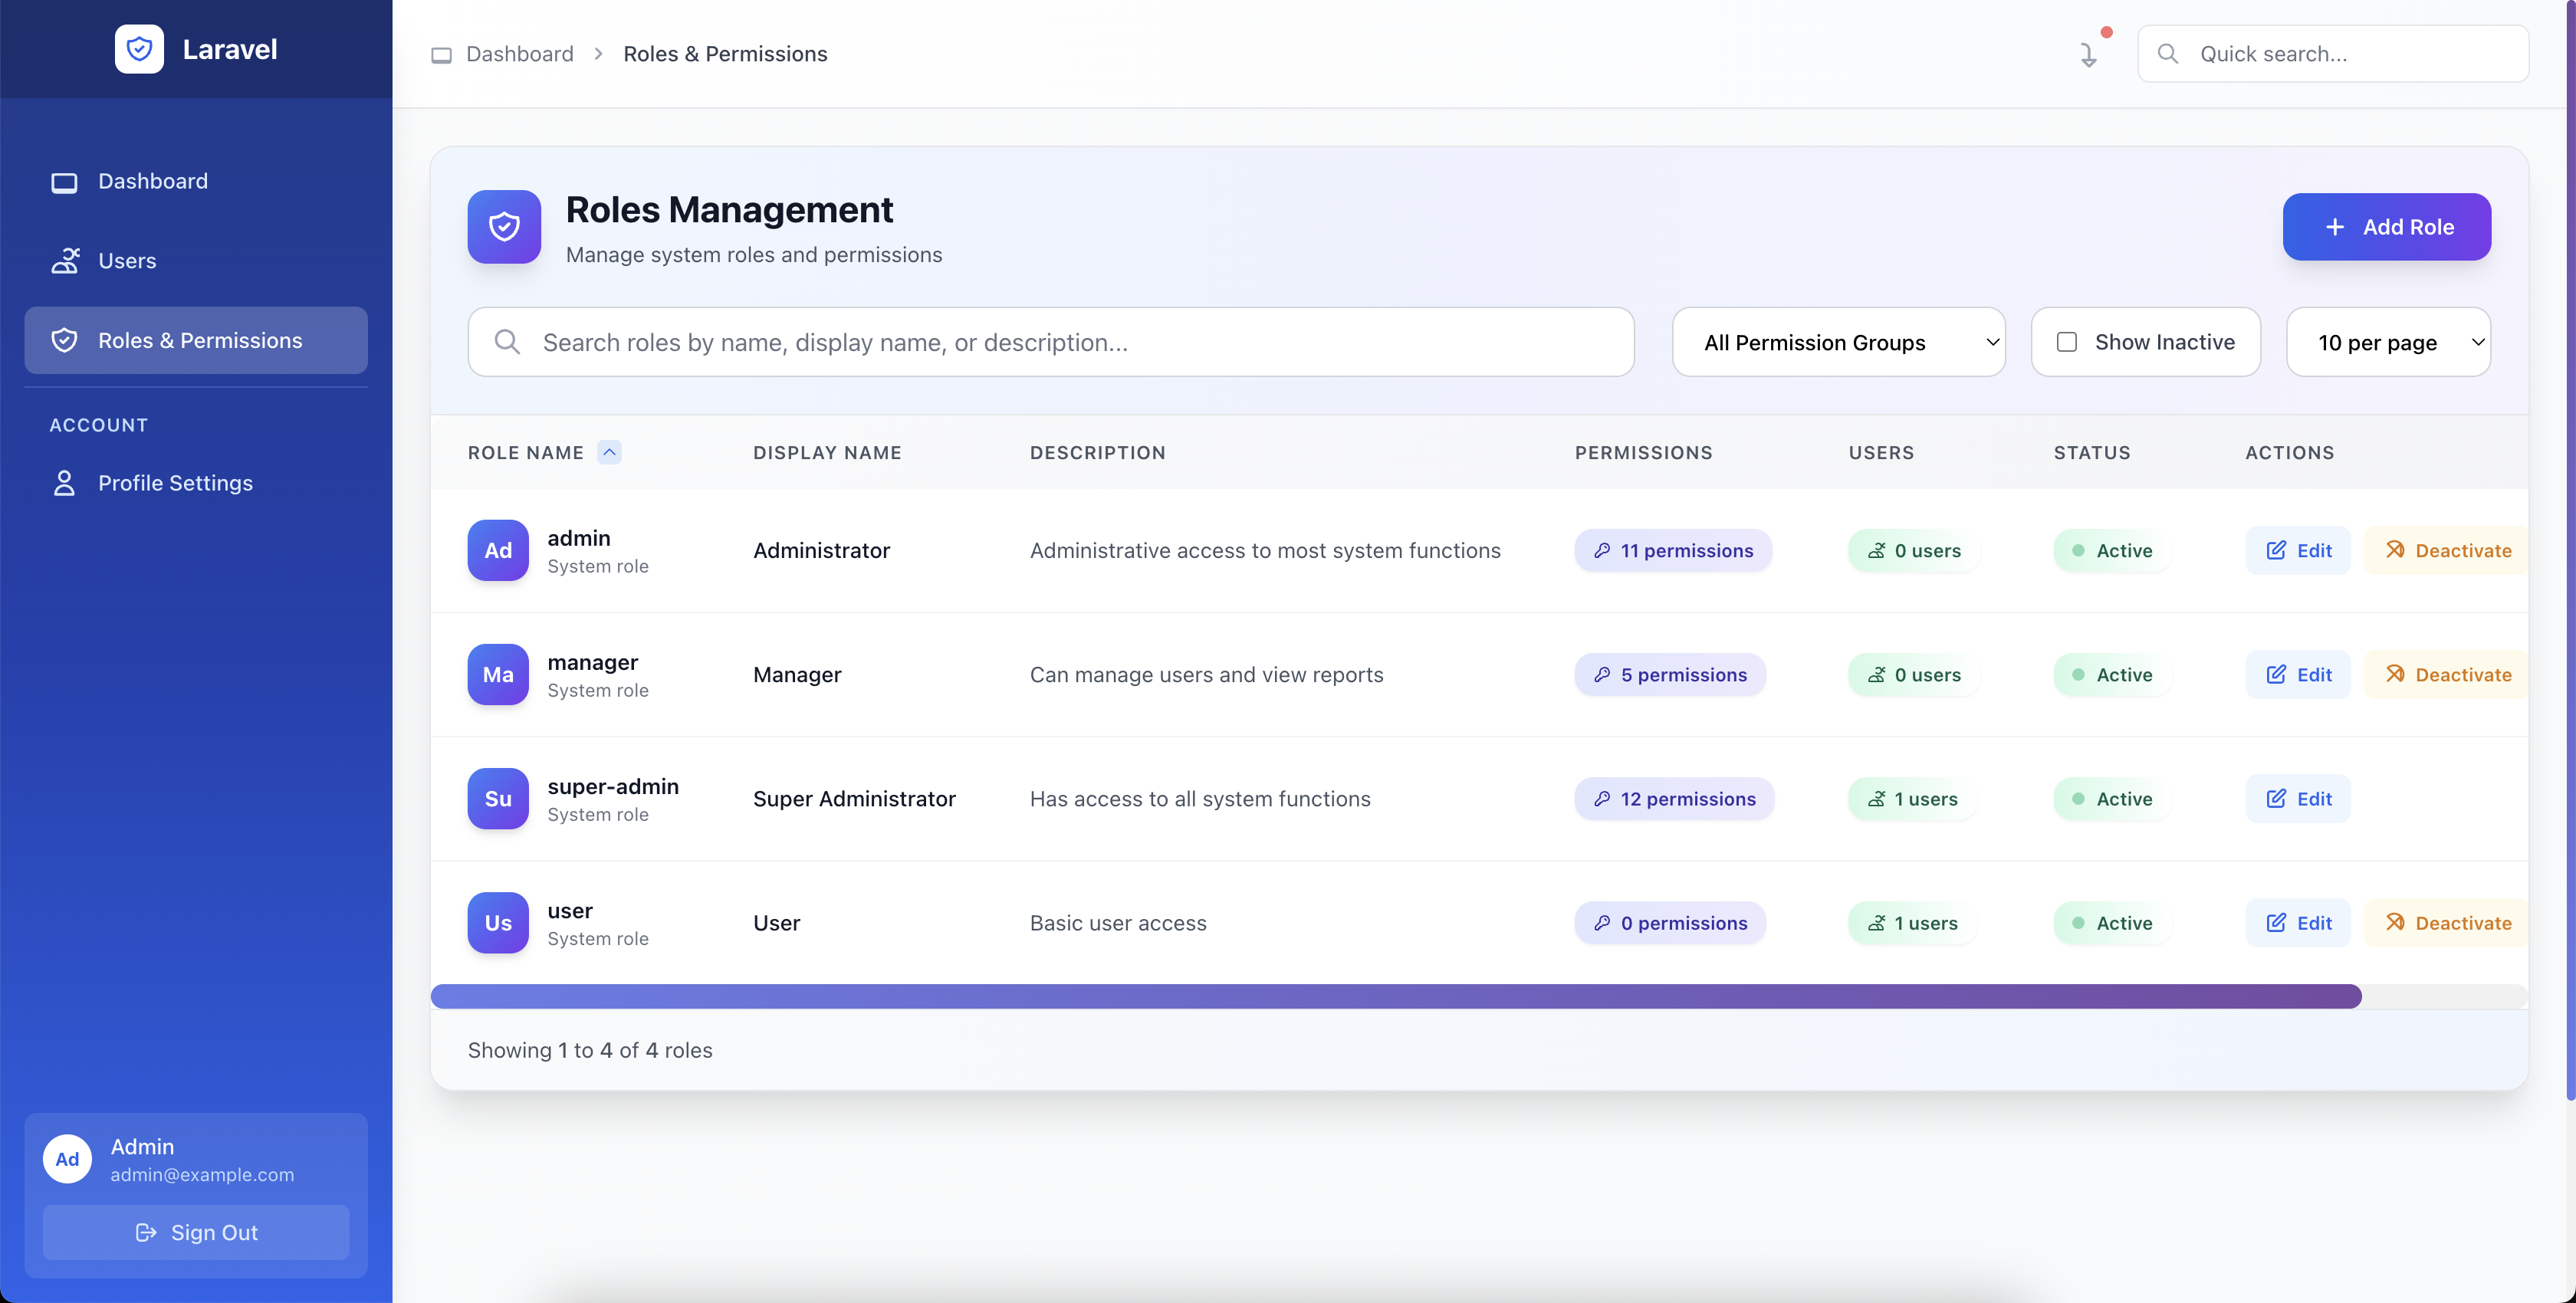 Laravel
Dashboard
Users
Roles & Permissions
ACCOUNT
Profile Settings
Ad
Admin
admin@example.com
Sign Out
Dashboard > Roles & Permissions
Quick search...
Roles Management
Manage system roles and permissions
+ Add Role
Search roles by name, display name, or description...
All Permission Groups
Show Inactive
10 per page
ROLE NAME DISPLAY NAME DESCRIPTION PERMISSIONS USERS STATUS ACTIONS
Ad admin Administrator Administrative access to most system functions 11 permissions 0 users Active Edit Deactivate
System role
Ma manager Manager Can manage users and view reports 5 permissions 0 users Active Edit Deactivate
System role
Su super-admin Super Administrator Has access to all system functions 12 permissions 1 users Active Edit
System role
Us user User Basic user access 0 permissions 1 users Active Edit Deactivate
System role
Showing 1 to 4 of 4 roles